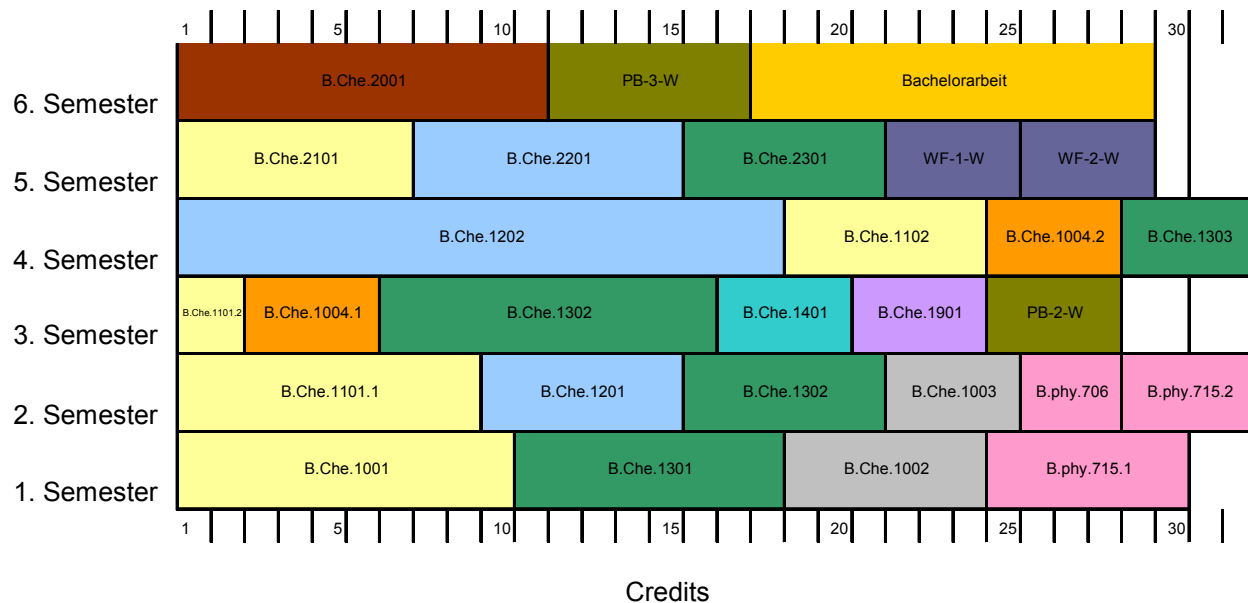 1 5 10 15 20 25 30
6. Semester B.Che.2001 PB-3-W Bachelorarbeit
5. Semester B.Che.2101 B.Che.2201 B.Che.2301 WF-1-W WF-2-W
4. Semester B.Che.1202 B.Che.1102 B.Che.1004.2 B.Che.1303
3. Semester B.Che.1101.2 B.Che.1004.1 B.Che.1302 B.Che.1401 B.Che.1901 PB-2-W
2. Semester B.Che.1101.1 B.Che.1201 B.Che.1302 B.Che.1003 B.phy.706 B.phy.715.2
1. Semester B.Che.1001 B.Che.1301 B.Che.1002 B.phy.715.1
1 5 10 15 20 25 30
Credits